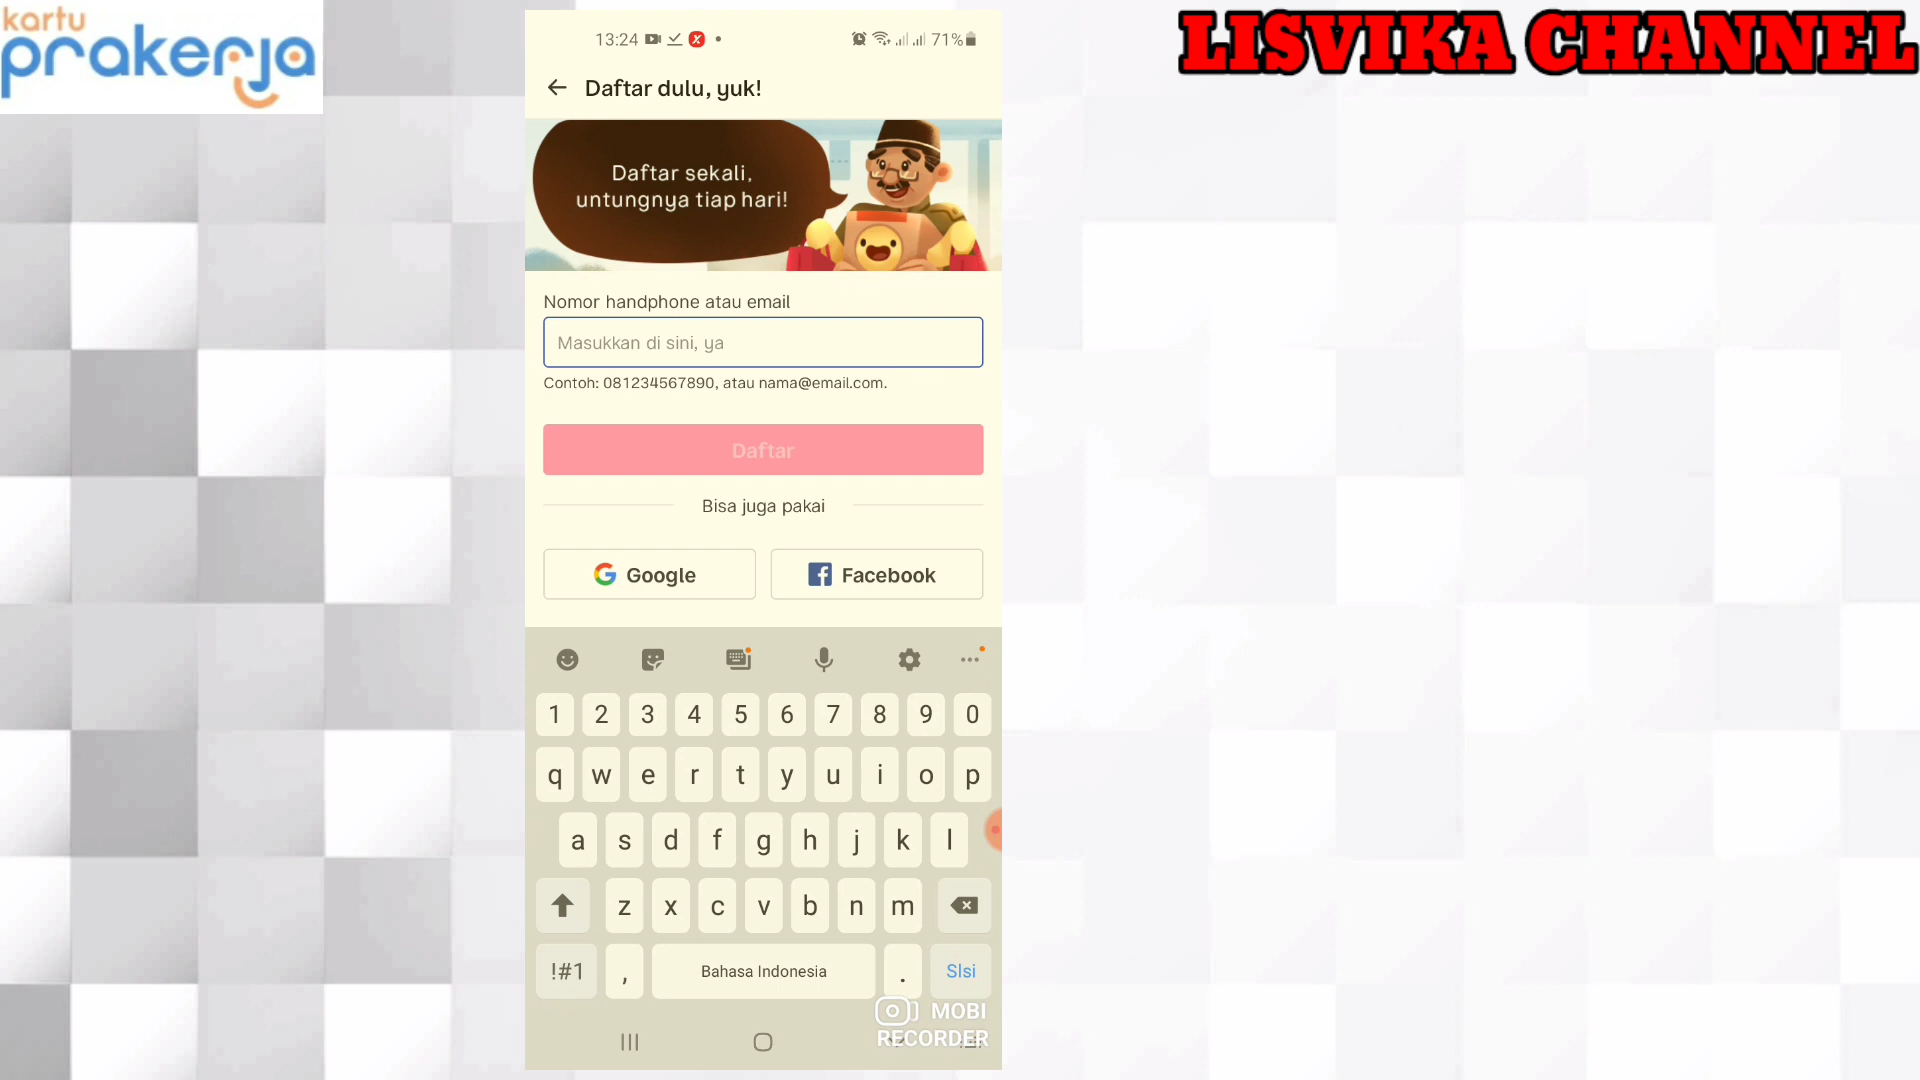 kartu
prakerja
LISVIKA CHANNEL
13:24
71%
Daftar dulu, yuk!
Daftar sekali,
untungnya tiap hari!
Nomor handphone atau email
Masukkan di sini, ya
Contoh: 081234567890, atau nama@email.com.
Daftar
Bisa juga pakai
Google
Facebook
1 2 3 4 5 6 7 8 9 0
q w e r t y u i o p
a s d f g h j k l
z x c v b n m
!#1 , Bahasa Indonesia . Slsi
MOBI
RECORDER